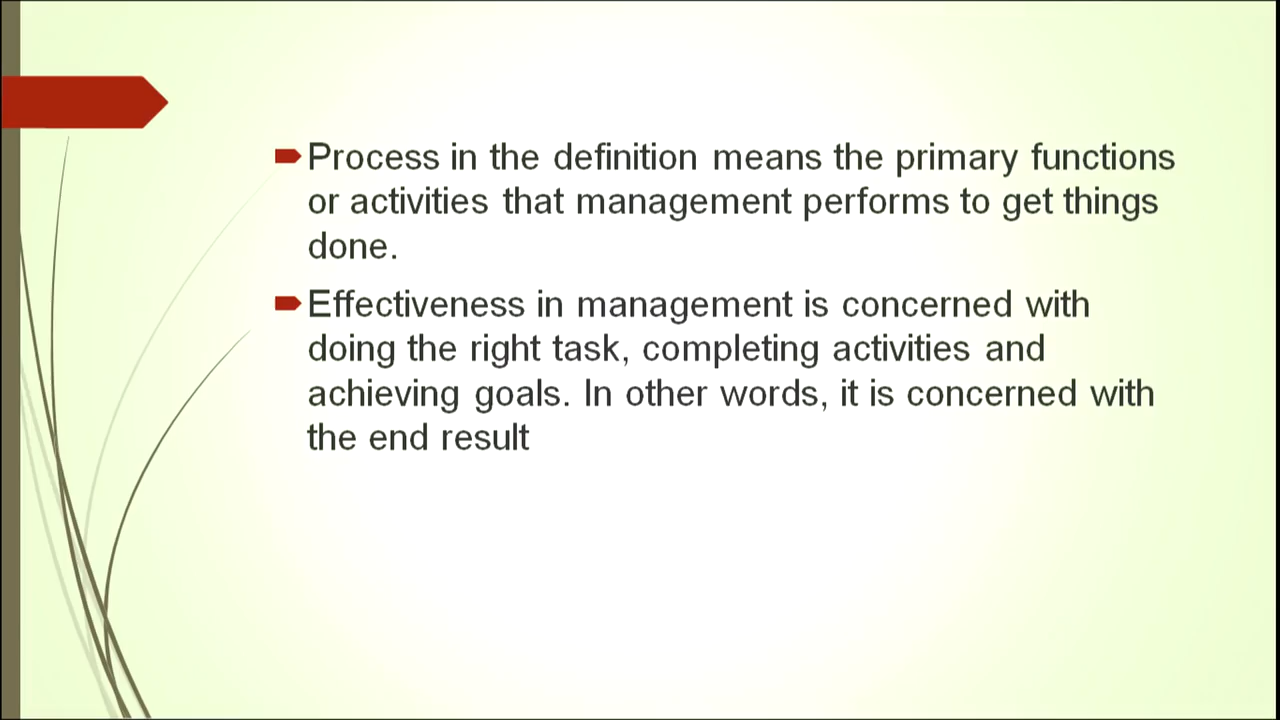 Process in the definition means the primary functions
or activities that management performs to get things
done.
Effectiveness in management is concerned with
doing the right task, completing activities and
achieving goals. In other words, it is concerned with
the end result